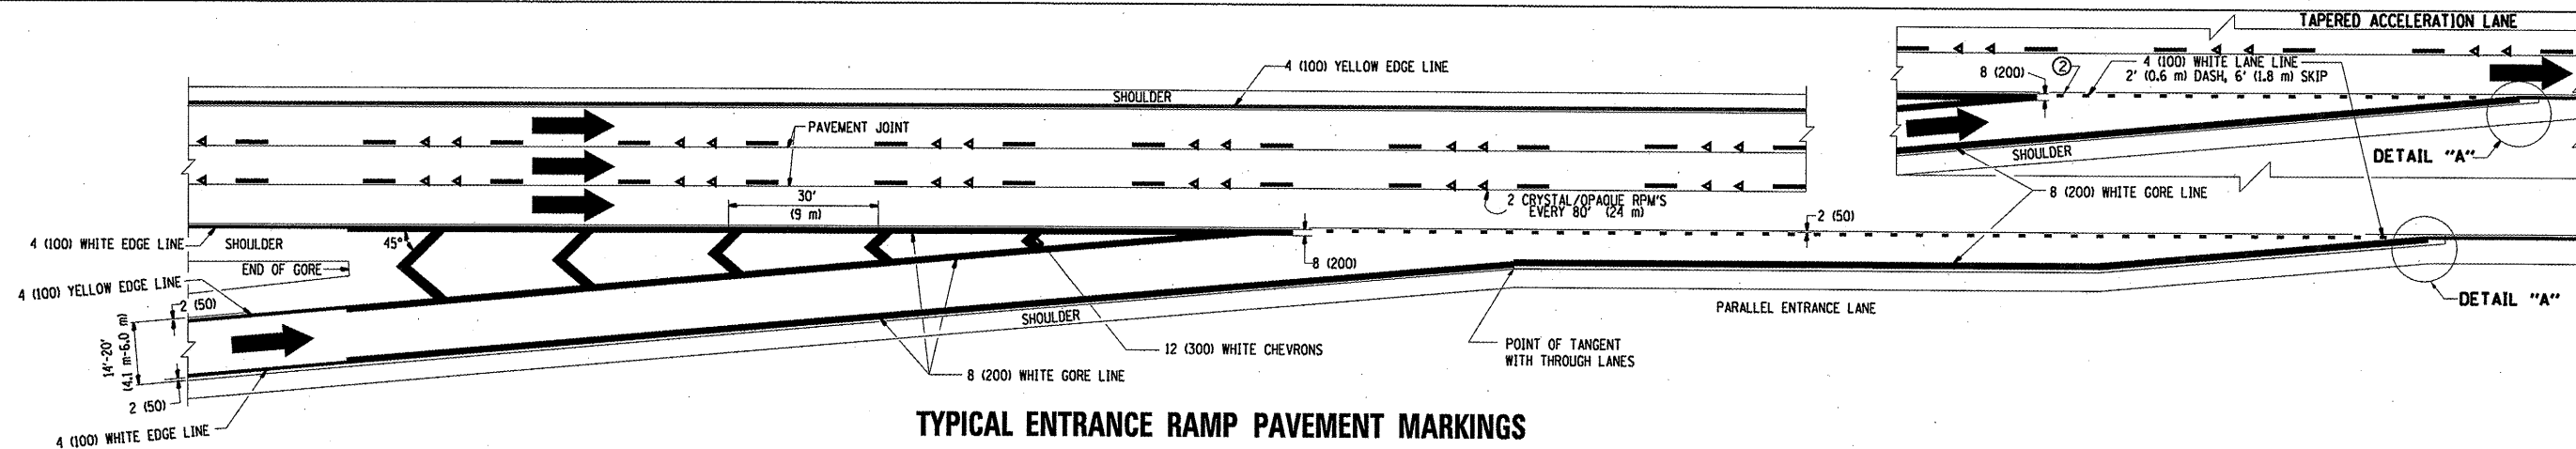 TAPERED ACCELERATION LANE
4 (100) YELLOW EDGE LINE
8 (200)
2
4 (100) WHITE LANE LINE
2' (0.6 m) DASH, 6' (1.8 m) SKIP
SHOULDER
PAVEMENT JOINT
SHOULDER
DETAIL "A"
30'
(9 m)
2 CRYSTAL/OPAQUE RPM'S
EVERY 80' (24 m)
8 (200) WHITE GORE LINE
2 (50)
4 (100) WHITE EDGE LINE
SHOULDER
45°
END OF GORE
8 (200)
4 (100) YELLOW EDGE LINE
2 (50)
DETAIL "A"
PARALLEL ENTRANCE LANE
SHOULDER
14'-20'
(4.1 m-6.0 m)
12 (300) WHITE CHEVRONS
POINT OF TANGENT
WITH THROUGH LANES
8 (200) WHITE GORE LINE
2 (50)
4 (100) WHITE EDGE LINE
TYPICAL ENTRANCE RAMP PAVEMENT MARKINGS